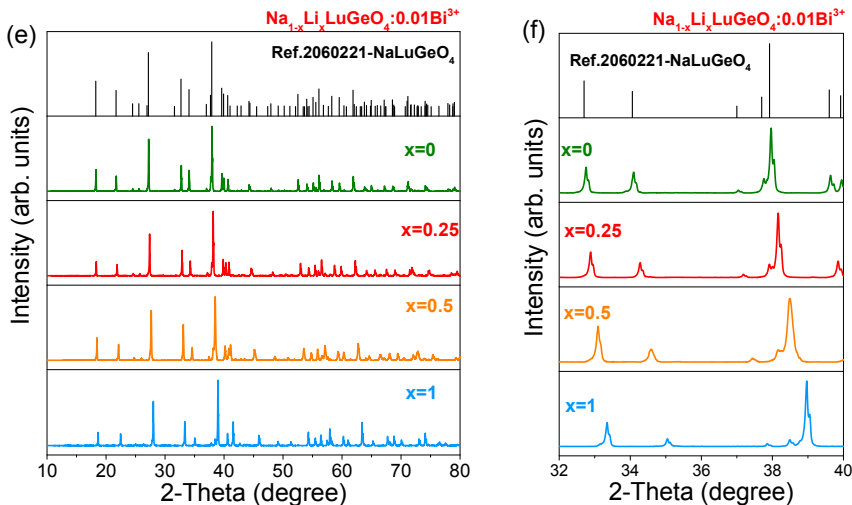 (e)
Na₁₋ₓLiₓLuGeO₄:0.01Bi³⁺
Ref.2060221-NaLuGeO₄
x=0
x=0.25
x=0.5
x=1
Intensity (arb. units)
10 20 30 40 50 60 70 80
2-Theta (degree)
(f)
Na₁₋ₓLiₓLuGeO₄:0.01Bi³⁺
Ref.2060221-NaLuGeO₄
x=0
x=0.25
x=0.5
x=1
Intensity (arb. units)
32 34 36 38 40
2-Theta (degree)